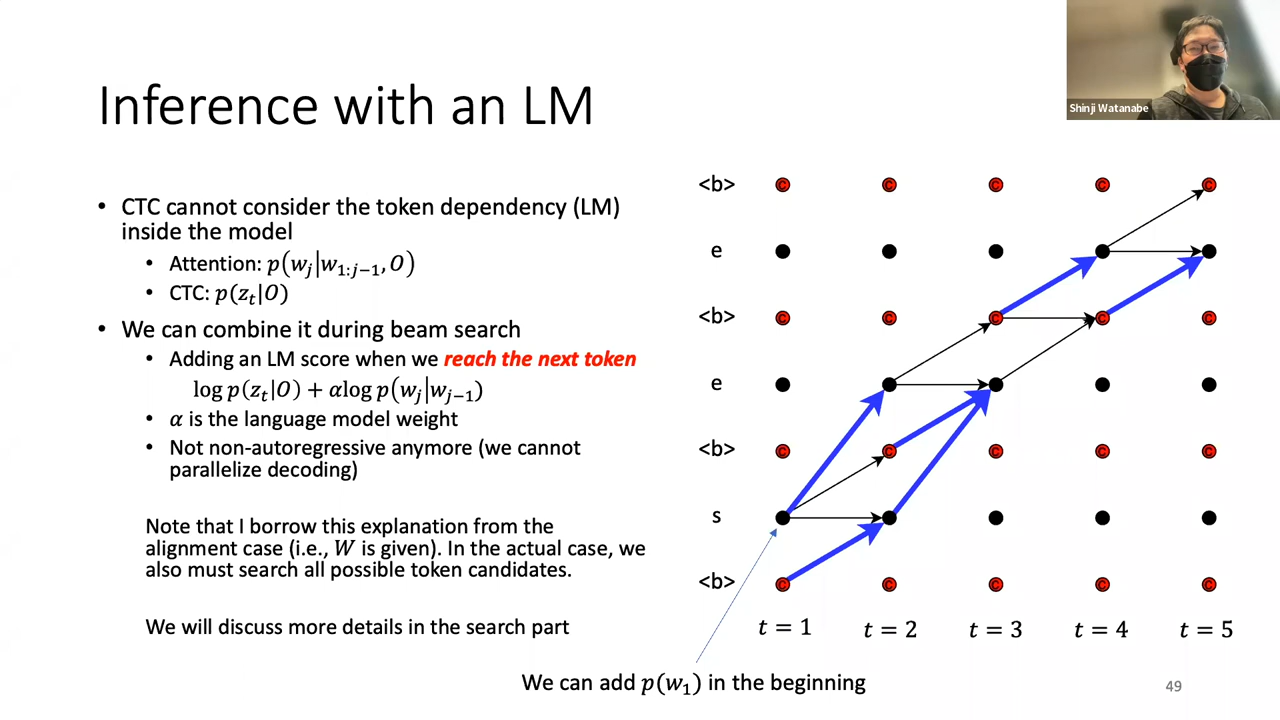 Shinji Watanabe
Inference with an LM
• CTC cannot consider the token dependency (LM)
inside the model
• Attention: p(w_j|w_{1:j−1}, O)
• CTC: p(z_t|O)
• We can combine it during beam search
• Adding an LM score when we reach the next token
log p(z_t|O) + αlog p(w_j|w_{j−1})
• α is the language model weight
• Not non-autoregressive anymore (we cannot
parallelize decoding)
Note that I borrow this explanation from the
alignment case (i.e., W is given). In the actual case, we
also must search all possible token candidates.
We will discuss more details in the search part
<b>
e
<b>
e
<b>
s
<b>
t = 1 t = 2 t = 3 t = 4 t = 5
We can add p(w_1) in the beginning
49